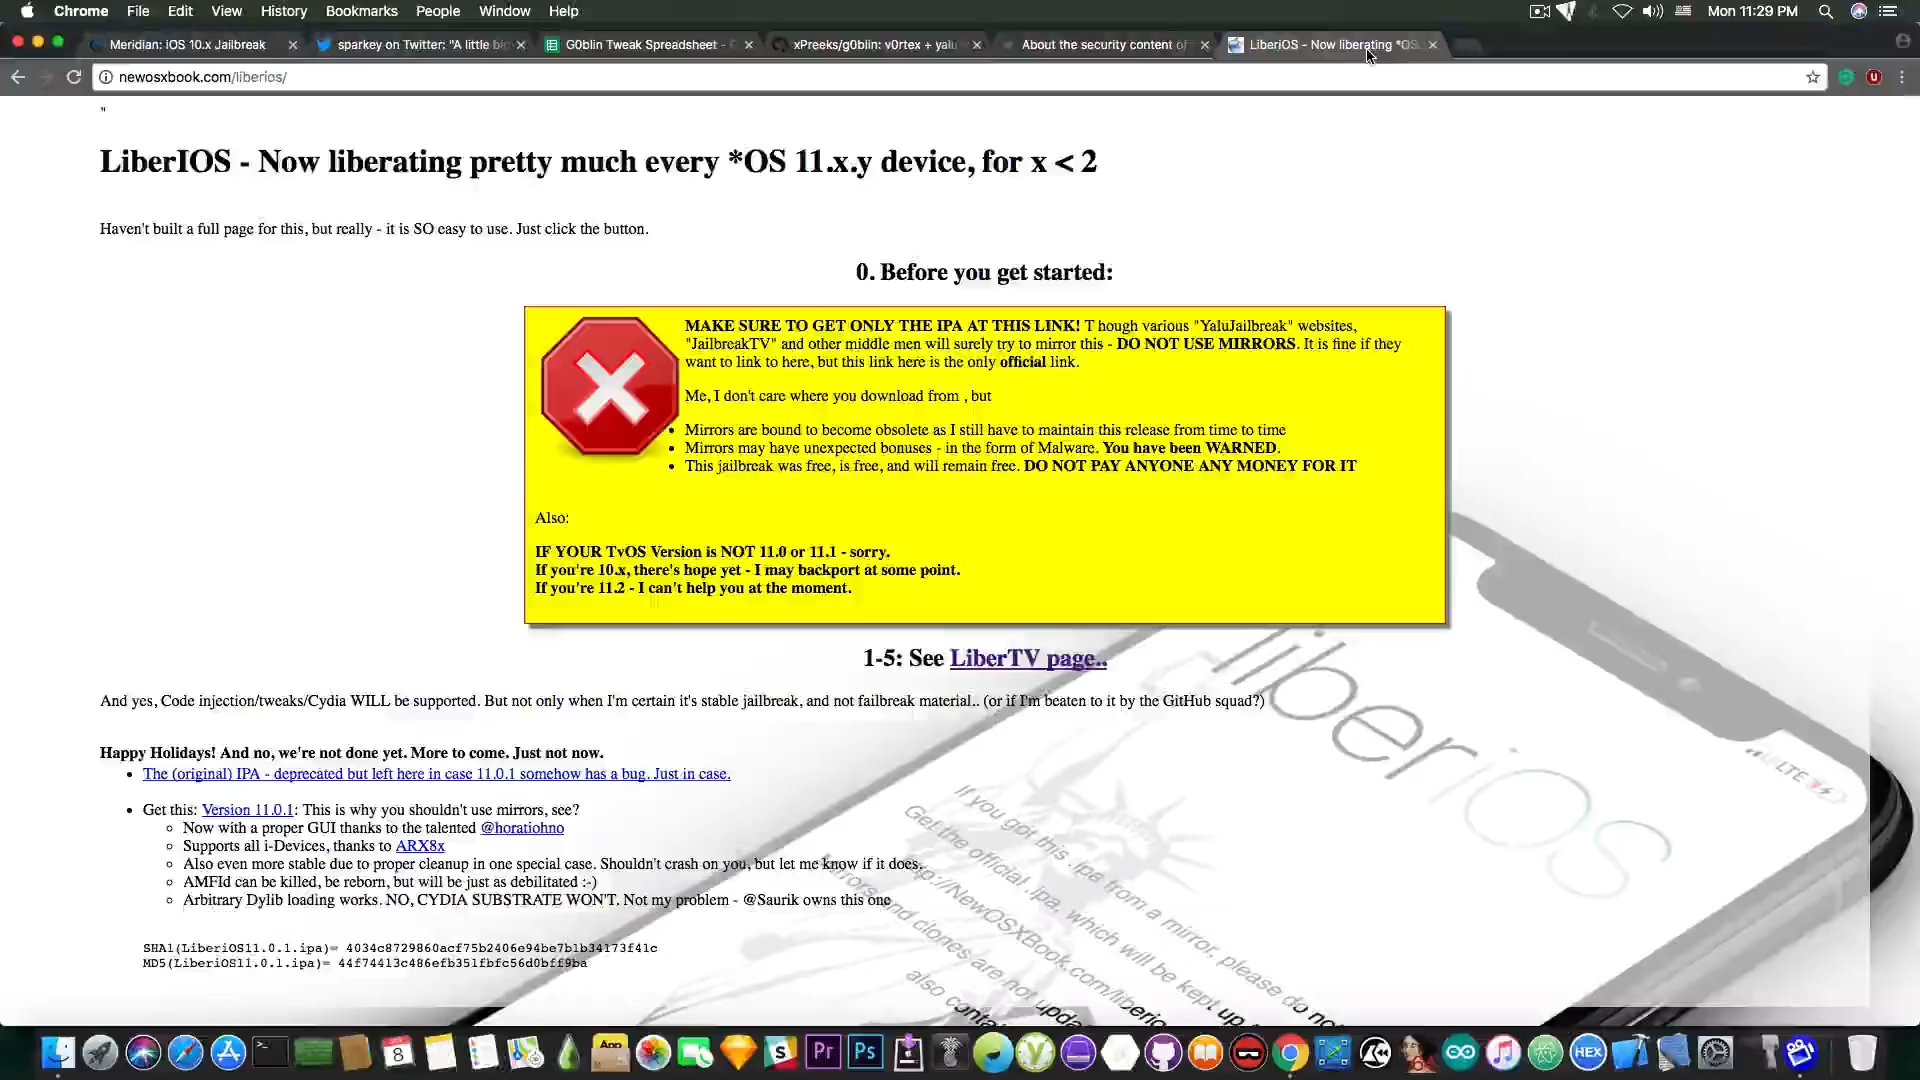 Chrome File Edit View History Bookmarks People Window Help Mon 11:29 PM
Meridian: iOS 10.x Jailbreak
sparkey on Twitter: "A little big
G0blin Tweak Spreadsheet -
xPreeks/g0blin: v0rtex + yalu
About the security content of
LiberiOS - Now liberating *OS
newosxbook.com/liberios/
"
LiberIOS - Now liberating pretty much every *OS 11.x.y device, for x < 2
Haven't built a full page for this, but really - it is SO easy to use. Just click the button.
0. Before you get started:
MAKE SURE TO GET ONLY THE IPA AT THIS LINK! T hough various "YaluJailbreak" websites,
"JailbreakTV" and other middle men will surely try to mirror this - DO NOT USE MIRRORS. It is fine if they
want to link to here, but this link here is the only official link.
Me, I don't care where you download from , but
• Mirrors are bound to become obsolete as I still have to maintain this release from time to time
• Mirrors may have unexpected bonuses - in the form of Malware. You have been WARNED.
• This jailbreak was free, is free, and will remain free. DO NOT PAY ANYONE ANY MONEY FOR IT
Also:
IF YOUR TvOS Version is NOT 11.0 or 11.1 - sorry.
If you're 10.x, there's hope yet - I may backport at some point.
If you're 11.2 - I can't help you at the moment.
1-5: See LiberTV page..
And yes, Code injection/tweaks/Cydia WILL be supported. But not only when I'm certain it's stable jailbreak, and not failbreak material.. (or if I'm beaten to it by the GitHub squad?)
Happy Holidays! And no, we're not done yet. More to come. Just not now.
• The (original) IPA - deprecated but left here in case 11.0.1 somehow has a bug. Just in case.
• Get this: Version 11.0.1: This is why you shouldn't use mirrors, see?
Now with a proper GUI thanks to the talented @horatiohno
Supports all i-Devices, thanks to ARX8x
Also even more stable due to proper cleanup in one special case. Shouldn't crash on you, but let me know if it does.
AMFId can be killed, be reborn, but will be just as debilitated :-)
Arbitrary Dylib loading works. NO, CYDIA SUBSTRATE WON'T. Not my problem - @Saurik owns this one
SHA1(LiberiOS11.0.1.ipa)= 4034c8729860acf75b2406e94be7b1b34173f41c
MD5(LiberiOS11.0.1.ipa)= 44f74413c486efb351fbfc56d0bff9ba
liberiOS
LTE
If you got this .ipa from a mirror, please do no
Get the official .ipa, which will be kept up
http://NewOSXBook.com/liberio
Mirrors and clones are not upda
also conta
8
App
S
Pr
Ps
HEX